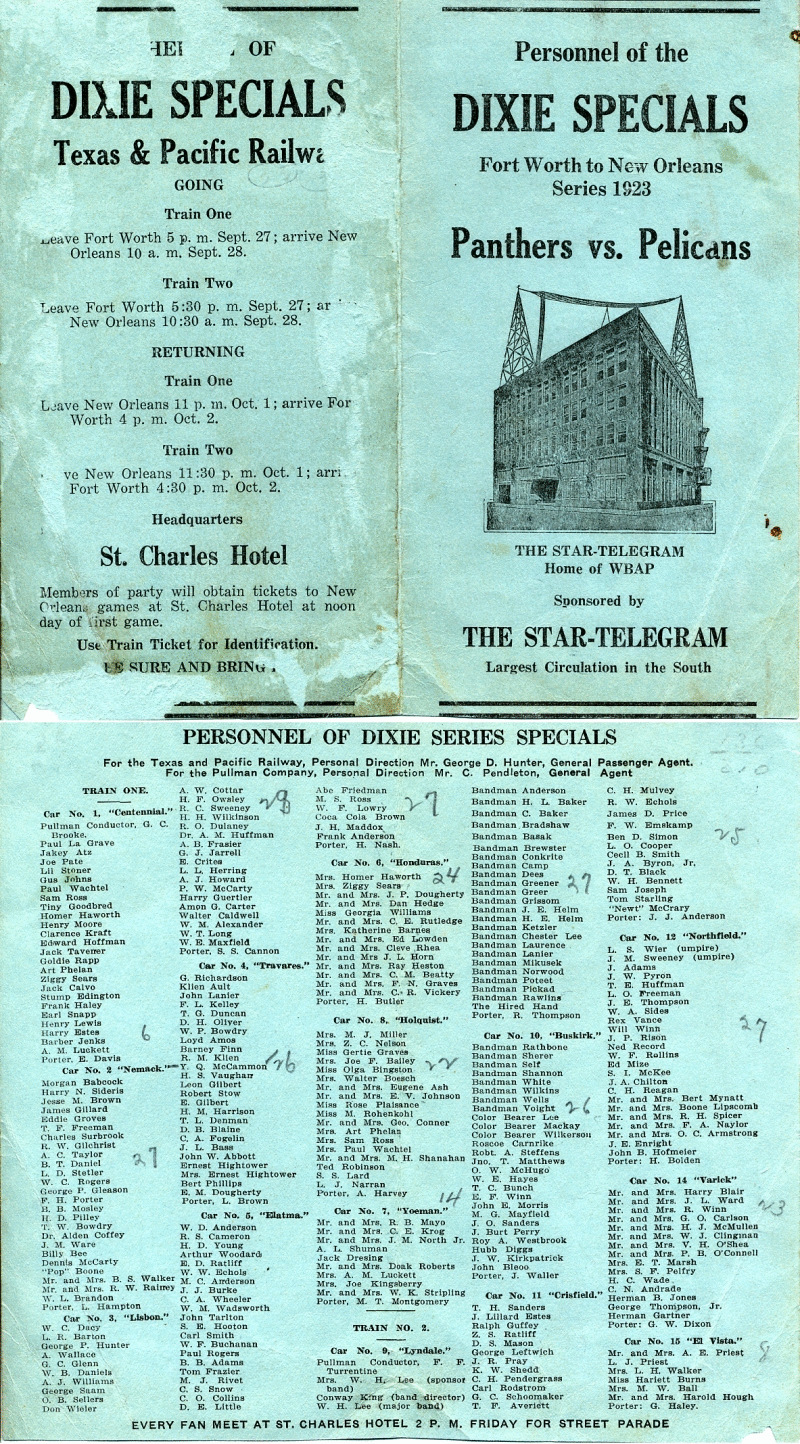 OF
DIXIE SPECIALS
Texas & Pacific
GOING
Train One
Leave Fort Worth 5 p. m. Sept. 27; arrive New
Orleans 10 a. m. Sept. 28.
Train Two
Leave Fort Worth 5:30 p. m. Sept. 27; ar
New Orleans 10:30 a. m. Sept. 28.
RETURNING
Train One
Leave New Orleans 11 p. m. Oct. 1; arrive For
Worth 4 p. m. Oct. 2.
Train Two
ve New Orleans 11:30 p. m. Oct. 1; arri
Fort Worth 4:30 p. m. Oct. 2.
Headquarters
St. Charles Hotel
Members of party will obtain tickets to New
Orleans games at St. Charles Hotel at noon
day of first game.
Use Train Ticket for Identification.
BE SURE AND BRING
Personnel of the
DIXIE SPECIALS
Fort Worth to New Orleans
Series 1923
Panthers vs. Pelicans
THE STAR-TELEGRAM
Home of WBAP
Sponsored by
THE STAR-TELEGRAM
Largest Circulation in the South
PERSONNEL OF DIXIE SERIES SPECIALS
For the Texas and Pacific Railway, Personal Direction Mr. George D. Hunter, General Passenger Agent.
For the Pullman Company, Personal Direction Mr. C. Pendleton, General Agent
TRAIN ONE.
Car No. 1, "Centennial."
Pullman Conductor, G. C.
Brooke.
Paul La Grave
Jakey Atz
Joe Pate
Lil Stoner
Gus Johns
Paul Wachtel
Sam Ross
Tiny Goodbred
Homer Haworth
Henry Moore
Clarence Kraft
Edward Hoffman
Jack Tavener
Goldie Rapp
Art Phelan
Ziggy Sears
Jack Calvo
Stump Edington
Frank Haley
Earl Snapp
Henry Lewis
Harry Estes
Barber Jenks
6
A. M. Luckett
Porter, E. Davis
Car No. 2 "Nemack."
Morgan Babcock
Harry N. Sideris
Jesse M. Brown
James Gillard
Eddie Groves
T. F. Freeman
Charles Surbrook
R. W. Gilchrist
A. C. Taylor
B. T. Daniel
27
L. D. Stetler
W. C. Rogers
George P. Gleason
F. H. Porter
B. B. Mosley
H. D. Pilley
T. W. Bowdry
Dr. Alden Coffey
J. M. Ware
Billy Bee
Dennis McCarty
"Pop" Boone
Mr. and Mrs. B. S. Walker
Mr. and Mrs. R. W. Rainey
W. L. Brandon
Porter, L. Hampton
Car No. 3, "Lisbon."
W. C. Dacy
L. R. Barton
George P. Hunter
A. Wallace
G. C. Glenn
W. B. Daniels
A. J. Williams
George Saam
O. B. Sellers
Don Wieler
A. W. Cottar
H. F. Owsley
28
R. C. Sweeney
H. H. Wilkinson
R. O. Dulaney
Dr. A. M. Huffman
A. B. Frasier
G. J. Jarrell
E. Crites
L. L. Herring
A. J. Howard
P. W. McCarty
Harry Guertler
Amon G. Carter
Walter Caldwell
W. M. Alexander
W. T. Long
W. E. Maxfield
Porter, S. S. Cannon
Car No. 4, "Travares."
G. Richardson
Klien Ault
John Lanier
F. L. Kelley
T. G. Duncan
D. H. Oliver
W. P. Bowdry
Loyd Amos
Barney Finn
R. M. Klien
Y. Q. McCammon
26
H. S. Vaughan
Leon Gilbert
Robert Stow
E. Gilbert
H. M. Harrison
T. L. Denman
D. B. Blaine
C. A. Fogelin
J. L. Bass
John W. Abbott
Ernest Hightower
Mrs. Ernest Hightower
Bert Phillips
E. M. Dougherty
Porter, C. Brown
Car No. 5, "Elatma."
W. D. Anderson
R. S. Cameron
H. D. Young
Arthur Woodard
E. D. Ratliff
W. W. Echols
M. C. Anderson
J. J. Burke
C. A. Wheeler
W. M. Wadsworth
John Tarlton
S. E. Hooton
Carl Smith
W. F. Buchanan
Paul Rogers
B. B. Adams
Tom Frazier
M. J. Rivet
C. B. Snow
C. O. Collins
D. E. Little
Abe Friedman
M. S. Ross
27
W. F. Lowry
Coca Cola Brown
J. H. Maddox
Frank Anderson
Porter, H. Nash.
Car No. 6, "Honduras."
Mrs. Homer Haworth
24
Mrs. Ziggy Sears
Mr. and Mrs. J. P. Dougherty
Mr. and Mrs. Dan Hedge
Miss Georgia Williams
Mr. and Mrs. C. E. Rutledge
Mrs. Katherine Barnes
Mr. and Mrs. Ed Lowden
Mr. and Mrs. Cleve Rhea
Mr. and Mrs J. L. Horn
Mr. and Mrs. Ray Heston
Mr. and Mrs. C. M. Beatty
Mr. and Mrs. F. N. Graves
Mr. and Mrs. C. R. Vickery
Porter, H. Butler
Car No. 8, "Holquist."
Mrs. M. J. Miller
Mrs. Z. C. Nelson
Miss Gertie Graves
Mrs. Joe F. Bailey
22
Miss Olga Bingston
Mrs. Walter Boesch
Mr. and Mrs. Eugene Ash
Mr. and Mrs. E. V. Johnson
Miss Rose Plaisance
Miss M. Rohenkohl
Mr. and Mrs. Geo. Conner
Mrs. Art Phelan
Mrs. Sam Ross
Mrs. Paul Wachtel
Mr. and Mrs. M. H. Shanahan
Ted Robinson
S. S. Lard
L. J. Narran
Porter, A. Harvey
14
Car No. 7, "Yoeman."
Mr. and Mrs. R. B. Mayo
Mr. and Mrs. C. E. Krog
Mr. and Mrs. J. M. North Jr.
A. L. Shuman
Jack Dresing
Mr. and Mrs. Doak Roberts
Mrs. A. M. Luckett
Mrs. Joe Kingsberry
Mr. and Mrs. W. K. Stripling
Porter, M. T. Montgomery
TRAIN NO. 2.
Car No. 9, "Lyndale."
Pullman Conductor, F. F.
Turrentine
Mrs. W. H. Lee (sponsor
band)
Conway King (band director)
W. H. Lee (major band)
Bandman Anderson
Bandman H. L. Baker
Bandman C. Baker
Bandman Bradshaw
Bandman Basak
Bandman Brewster
Bandman Conkrite
Bandman Camp
Bandman Dees
Bandman Greener
27
Bandman Greer
Bandman Grissom
Bandman J. E. Helm
Bandman H. E. Helm
Bandman Ketzler
Bandman Chester Lee
Bandman Laurence
Bandman Lanier
Bandman Mikusek
Bandman Norwood
Bandman Poteet
Bandman Pickad
Bandman Rawlins
The Hired Hand
Porter, R. Thompson
Car No. 10, "Buskirk."
Bandman Rathbone
Bandman Sherer
Bandman Self
Bandman Shannon
Bandman White
Bandman Wilkins
Bandman Wells
Bandman Voight
26
Color Bearer Lee
Color Bearer Mackay
Color Bearer Wilkerson
Roscoe Carnrike
Robt. A. Steffens
Jno, T. Matthews
O. W. McHugo
W. E. Hayes
T. C. Bunch
E. F. Winn
John E. Morris
M. G. Mayfield
J. O. Sanders
J. Burt Perry
Roy A. Westbrook
Hubb Diggs
J. W. Kirkpatrick
John Bleoo
Porter, J. Waller
Car No. 11 "Crisfield."
T. H. Sanders
J. Lillard Estes
Ralph Guffey
Z. S. Ratliff
D. S. Mason
George Leftwich
J. R. Pray
K. W. Shedd
C. H. Pendergrass
Carl Rodstrom
G. C. Schoomaker
T. F. Averiett
C. H. Mulvey
R. W. Echols
James D. Price
F. W. Emskamp
Ben D. Simon
25
L. O. Cooper
Cecil B. Smith
J. A. Byron, Jr.
D. T. Black
W. H. Bennett
Sam Joseph
Tom Starling
"Newt" McCrary
Porter: J. J. Anderson
Car No. 12 "Northfield."
L. S. Wier (umpire)
J. M. Sweeney (umpire)
J. Adams
J. W. Pyron
T. E. Huffman
L. O. Freeman
J. E. Thompson
W. A. Sides
Rex Vance
Will Winn
27
J. P. Rison
Ned Record
W. F. Rollins
Ed Mize
S. I. McKee
J. A. Chilton
C. H. Reagan
Mr. and Mrs. Bert Mynatt
Mr. and Mrs. Boone Lipscomb
Mr. and Mrs. R. H. Spicer
Mr. and Mrs. F. A. Naylor
Mr. and Mrs. O. C. Armstrong
J. E. Enright
John B. Hofmeier
Porter: H. Bolden
Car No. 14 "Varick"
Mr. and Mrs. Harry Blair
Mr. and Mrs. J. L. Ward
23
Mr. and Mrs. R. Winn
Mr. and Mrs. G. O. Carlson
Mr. and Mrs. H. J. McMullen
Mr. and Mrs. W. J. Clingman
Mr. and Mrs. V. H. O'Shea
Mr. and Mrs. P. B. O'Connell
Mrs. E. T. Marsh
Mrs. S. F. Pelfry
H. C. Wade
C. N. Andrade
Herman B. Jones
George Thompson, Jr.
Herman Gartner
Porter: G. W. Dixon
Car No. 15 "El Vista."
Mr. and Mrs. A. E. Priest
8
L. J. Priest
Mrs. L. H. Walker
Miss Harlett Burns
Mrs. M. W. Ball
Mr. and Mrs. Harold Hough
Porter: G. Haley.
EVERY FAN MEET AT ST. CHARLES HOTEL 2 P. M. FRIDAY FOR STREET PARADE